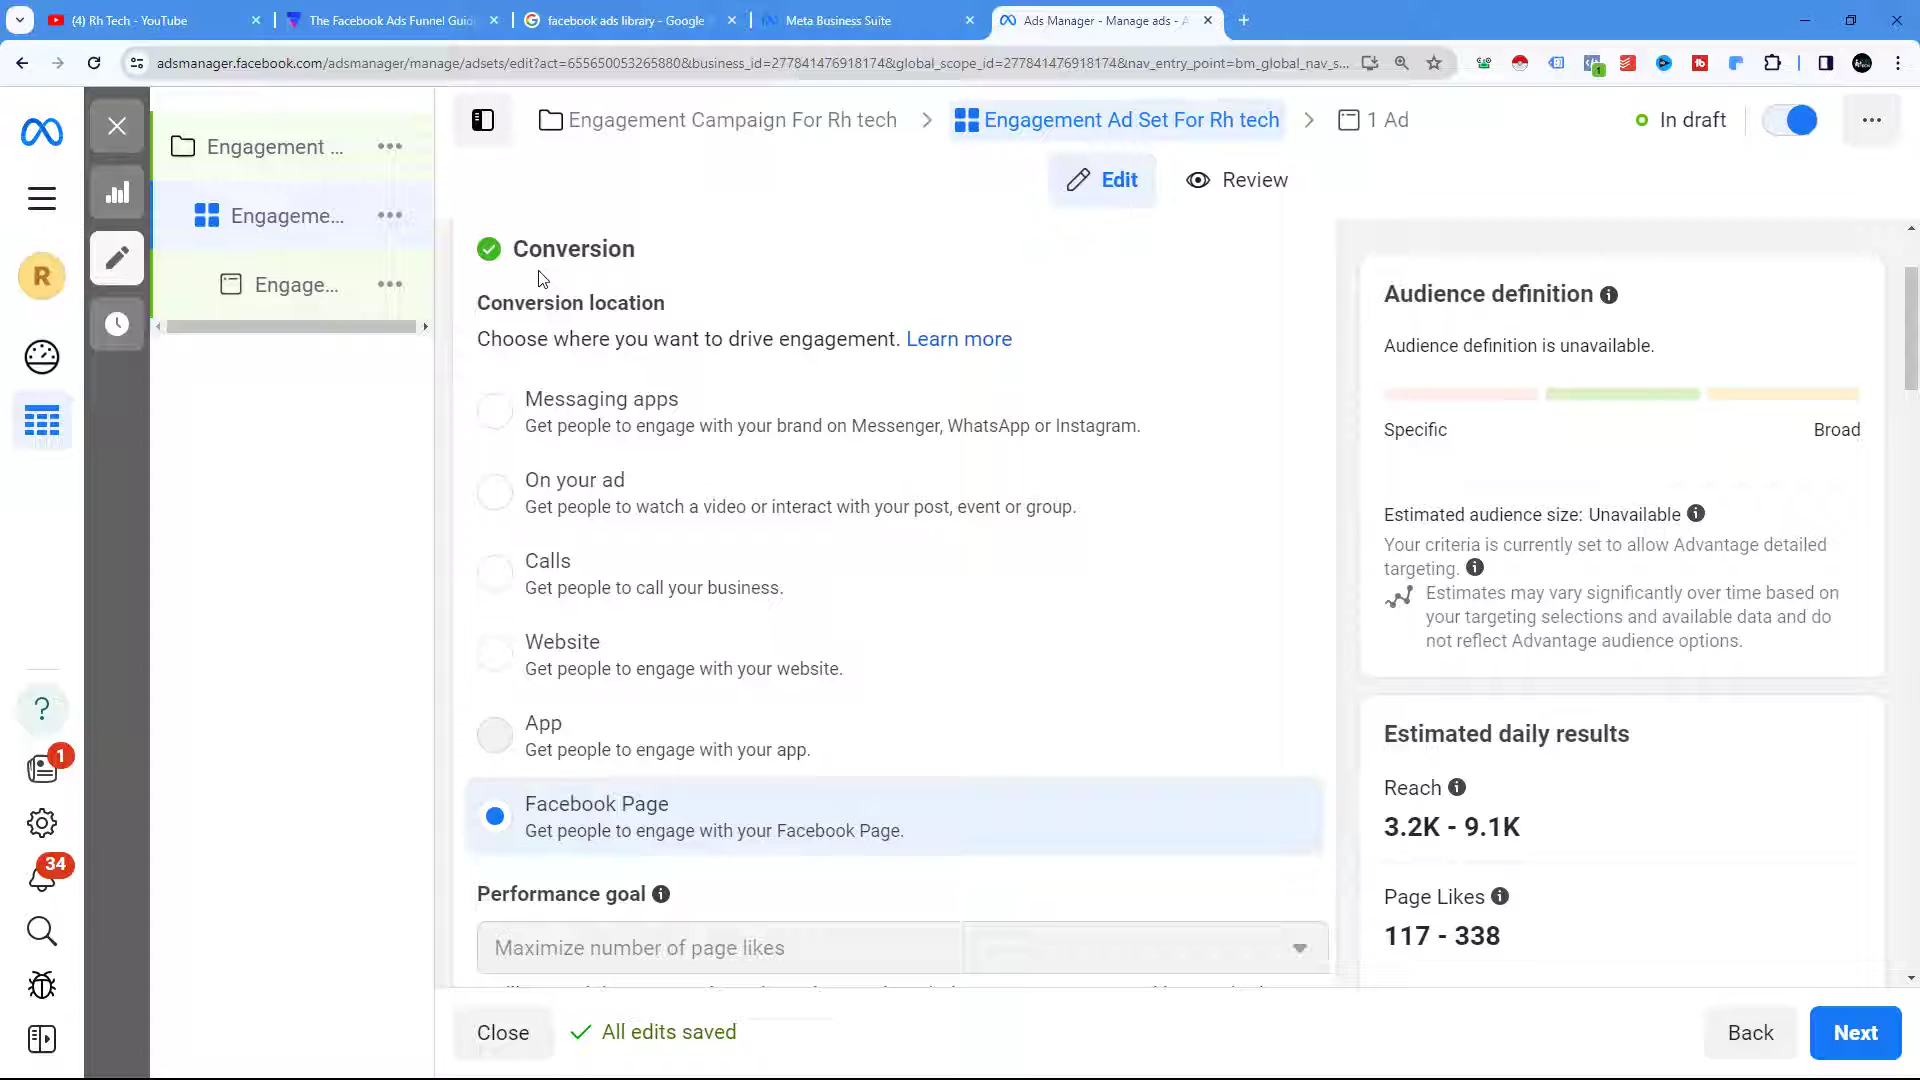 (4) Rh Tech - YouTube
The Facebook Ads Funnel Guid
facebook ads library - Google
Meta Business Suite
Ads Manager - Manage ads - A
adsmanager.facebook.com/adsmanager/manage/adsets/edit?act=655650053265880&business_id=277841476918174&global_scope_id=277841476918174&nav_entry_point=bm_global_nav_s...
1
Engagement Campaign For Rh tech
Engagement Ad Set For Rh tech
1 Ad
In draft
Engagement ...
Engageme...
Engage...
R
Edit
Review
Conversion
Conversion location
Choose where you want to drive engagement. Learn more
Messaging apps
Get people to engage with your brand on Messenger, WhatsApp or Instagram.
On your ad
Get people to watch a video or interact with your post, event or group.
Calls
Get people to call your business.
Website
Get people to engage with your website.
App
Get people to engage with your app.
Facebook Page
Get people to engage with your Facebook Page.
Performance goal
Maximize number of page likes
Audience definition
Audience definition is unavailable.
Specific
Broad
Estimated audience size: Unavailable
Your criteria is currently set to allow Advantage detailed
targeting.
Estimates may vary significantly over time based on
your targeting selections and available data and do
not reflect Advantage audience options.
Estimated daily results
Reach
3.2K - 9.1K
Page Likes
117 - 338
?
1
34
Close
All edits saved
Back
Next